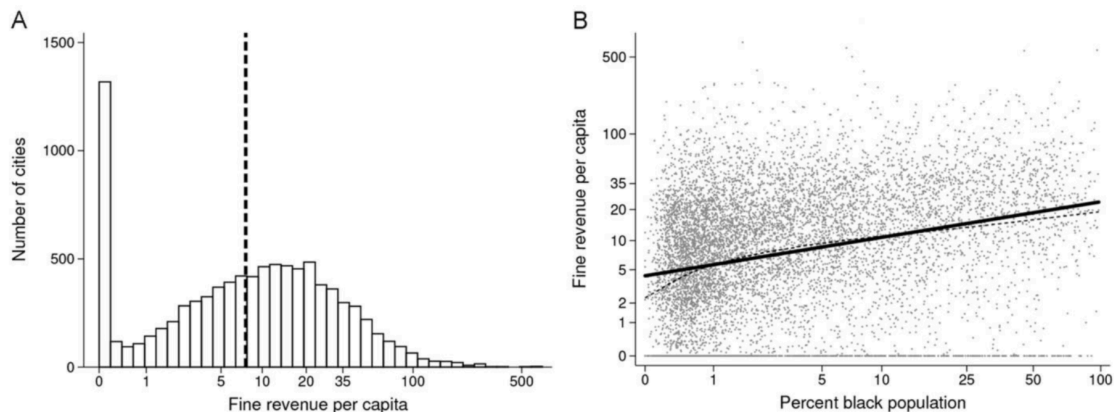 A
1500
1000
500
0
Number of cities
0 1 5 10 20 35 100 500
Fine revenue per capita
B
500
100
35
20
10
5
2
1
0
Fine revenue per capita
0 1 5 10 25 50 100
Percent black population